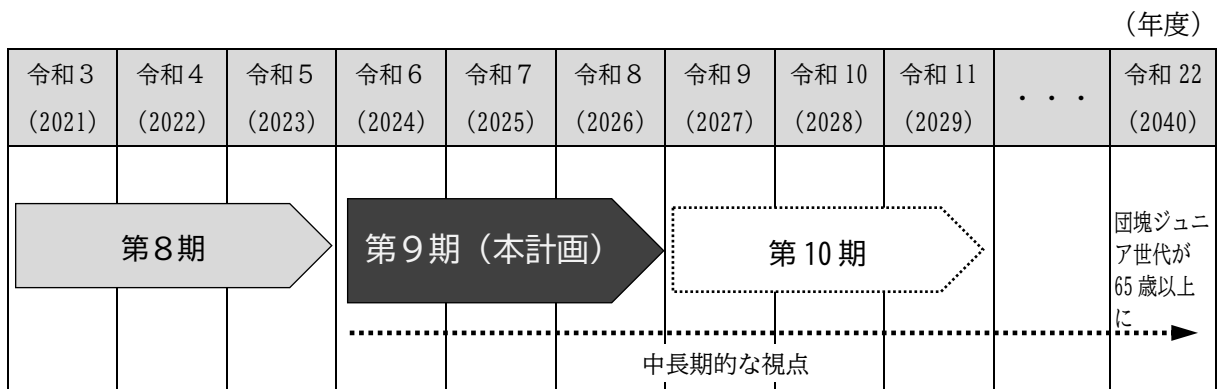 （年度）
令和３ 令和４ 令和５ 令和６ 令和７ 令和８ 令和９ 令和 10 令和 11 ・・・ 令和 22
(2021) (2022) (2023) (2024) (2025) (2026) (2027) (2028) (2029) (2040)
第８期
第９期（本計画）
第 10 期
団塊ジュニ
ア世代が
65 歳以上
に
中長期的な視点